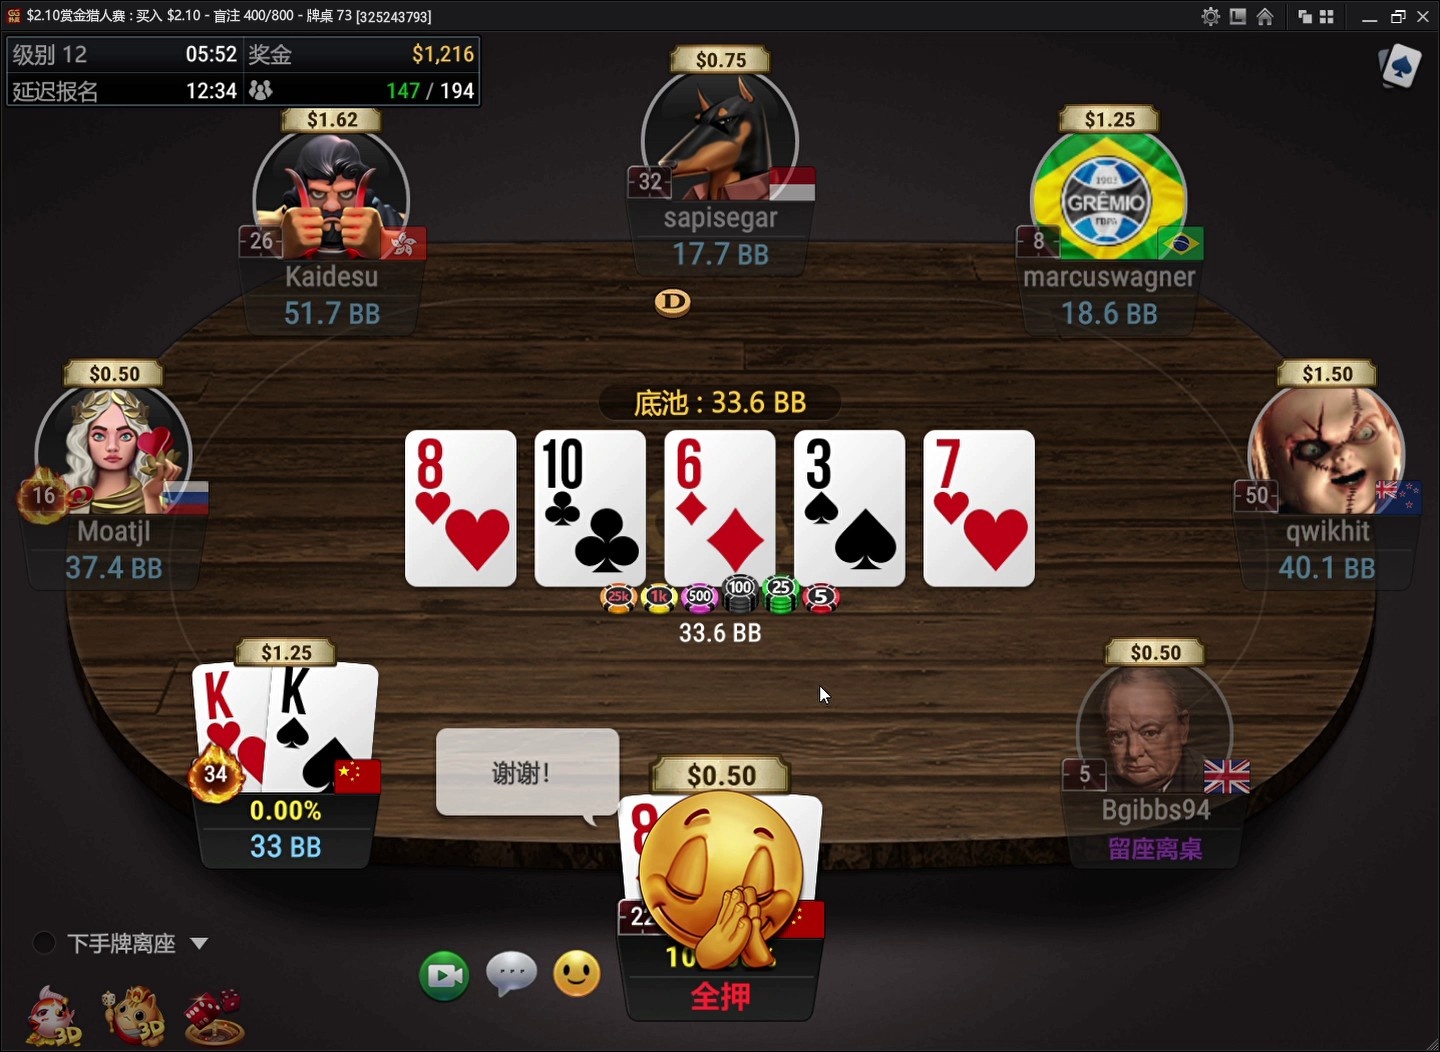 $2.10赏金猎人赛 : 买入 $2.10 - 盲注 400/800 - 牌桌 73 [325243793]
级别 12 05:52 奖金 $1,216
延迟报名 12:34 147 / 194
$0.75
32
sapisegar
17.7 BB
$1.62
26
Kaidesu
51.7 BB
$1.25
1903
GRÊMIO
FBPA
8
marcuswagner
18.6 BB
D
$0.50
16
Moatjl
37.4 BB
$1.50
50
qwikhit
40.1 BB
底池 : 33.6 BB
8 10 6 3 7
25k 1k 500 100 25 5
33.6 BB
$1.25
K K
34
0.00%
33 BB
谢谢!
$0.50
8
22
全押
$0.50
5
Bgibbs94
留座离桌
下手牌离座
3D 3D